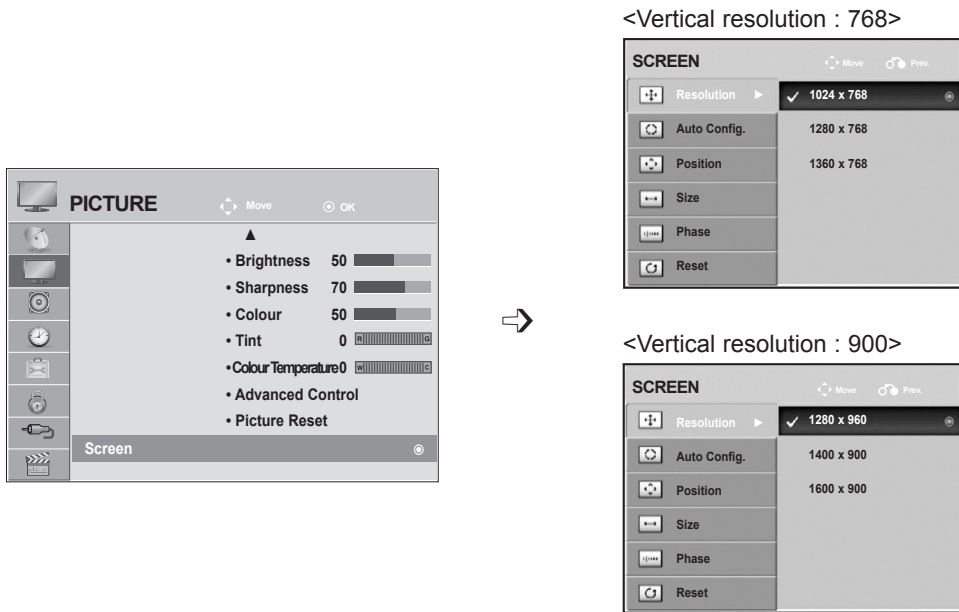 PICTURE
Move
OK
▲
• Brightness 50
• Sharpness 70
• Colour 50
• Tint 0 R G
• Colour Temperature 0 W C
• Advanced Control
• Picture Reset
Screen
<Vertical resolution : 768>
SCREEN
Move
Prev.
Resolution ►
✓ 1024 x 768
Auto Config.
1280 x 768
Position
1360 x 768
Size
Phase
Reset
<Vertical resolution : 900>
SCREEN
Move
Prev.
Resolution ►
✓ 1280 x 960
Auto Config.
1400 x 900
Position
1600 x 900
Size
Phase
Reset